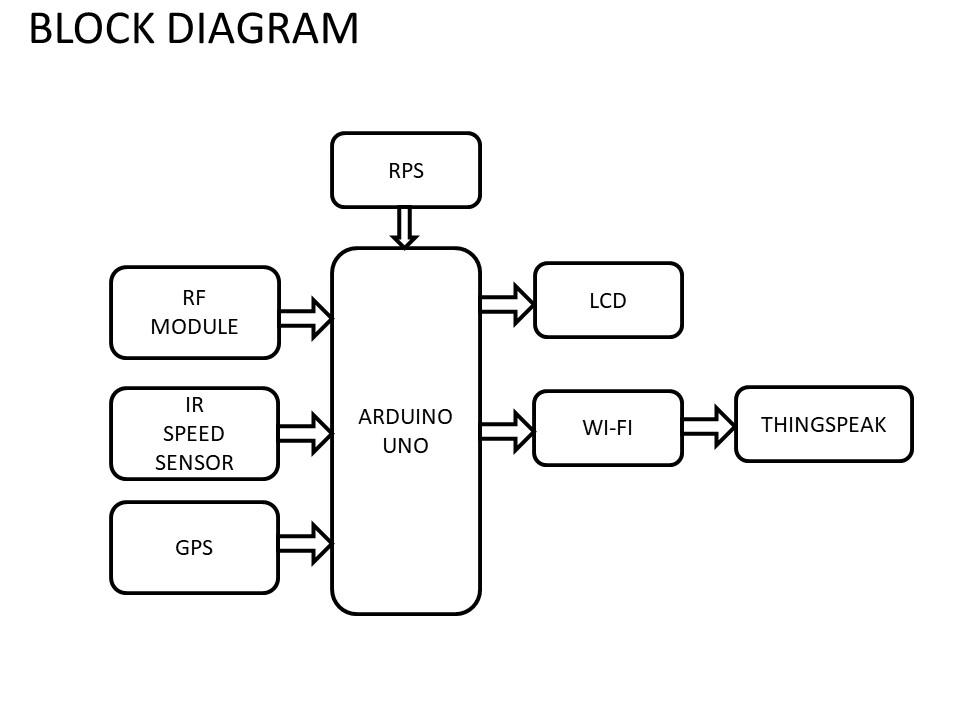 BLOCK DIAGRAM
RPS
RF
MODULE
LCD
IR
SPEED
SENSOR
ARDUINO
UNO
WI-FI
THINGSPEAK
GPS